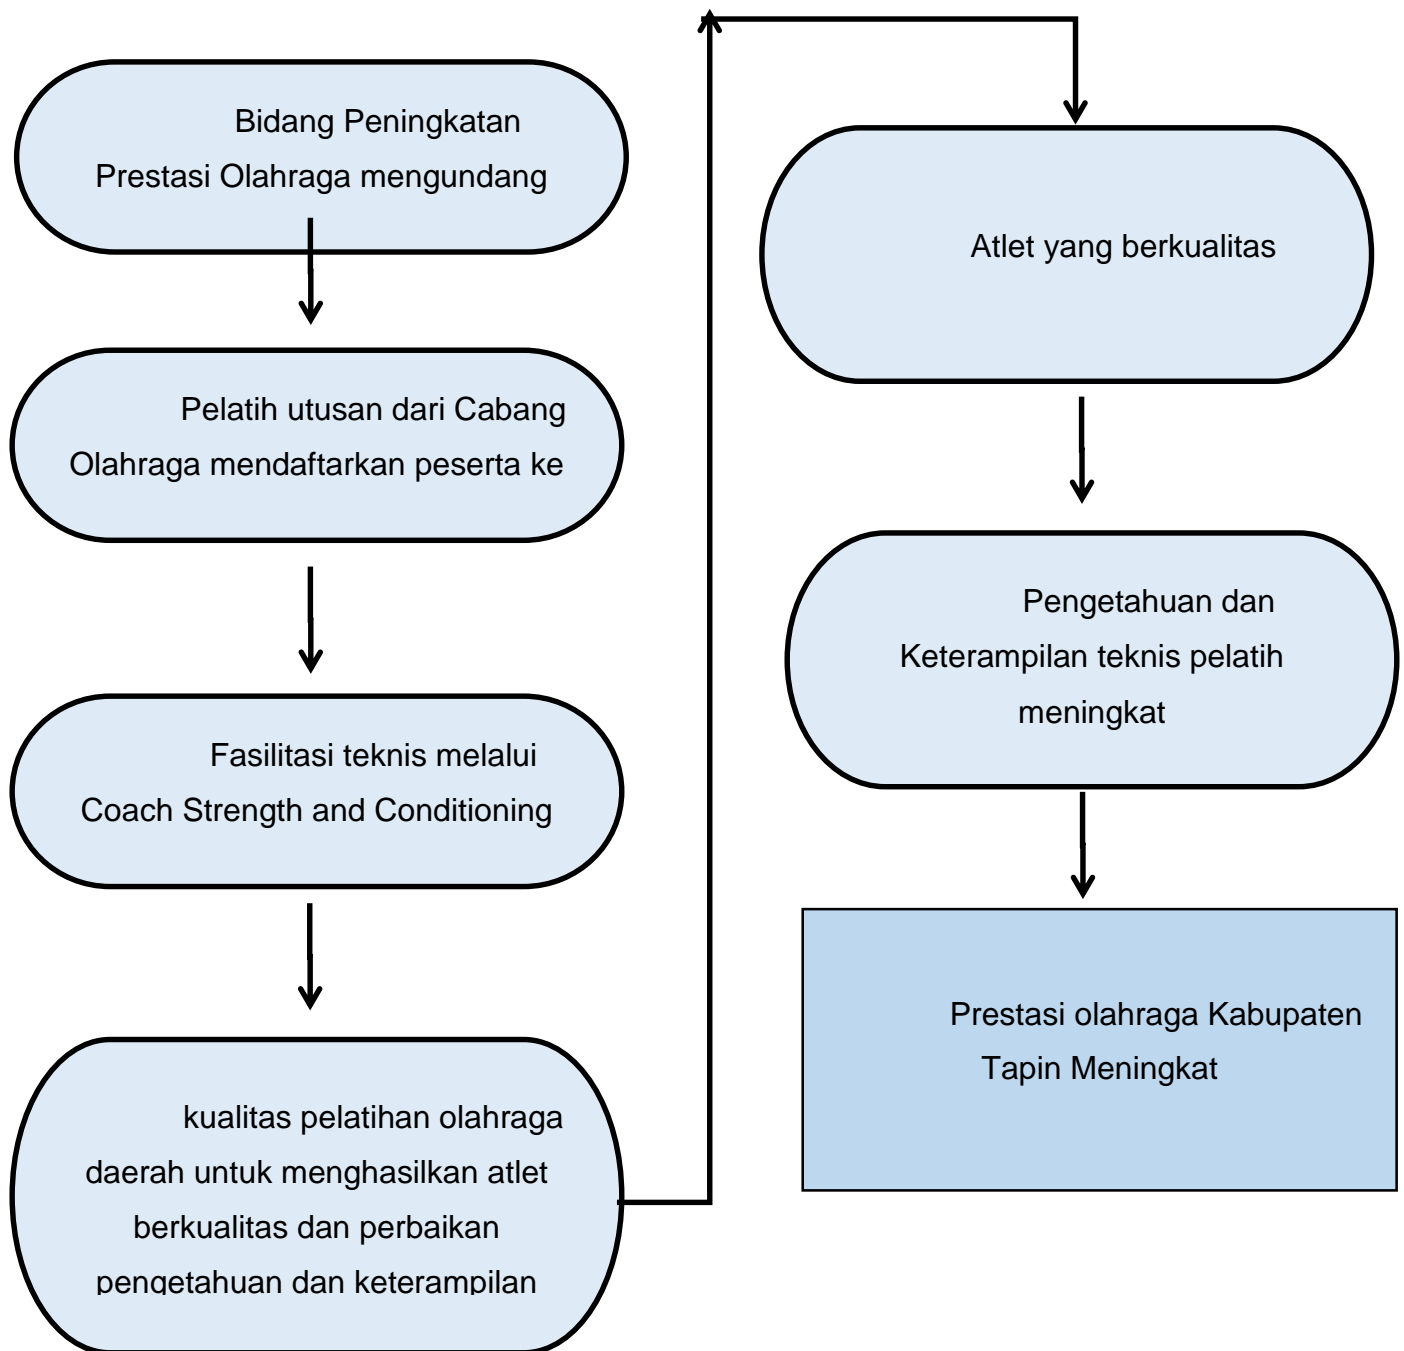 Bidang Peningkatan
Prestasi Olahraga mengundang
Pelatih utusan dari Cabang
Olahraga mendaftarkan peserta ke
Fasilitasi teknis melalui
Coach Strength and Conditioning
kualitas pelatihan olahraga
daerah untuk menghasilkan atlet
berkualitas dan perbaikan
pengetahuan dan keterampilan
Atlet yang berkualitas
Pengetahuan dan
Keterampilan teknis pelatih
meningkat
Prestasi olahraga Kabupaten
Tapin Meningkat